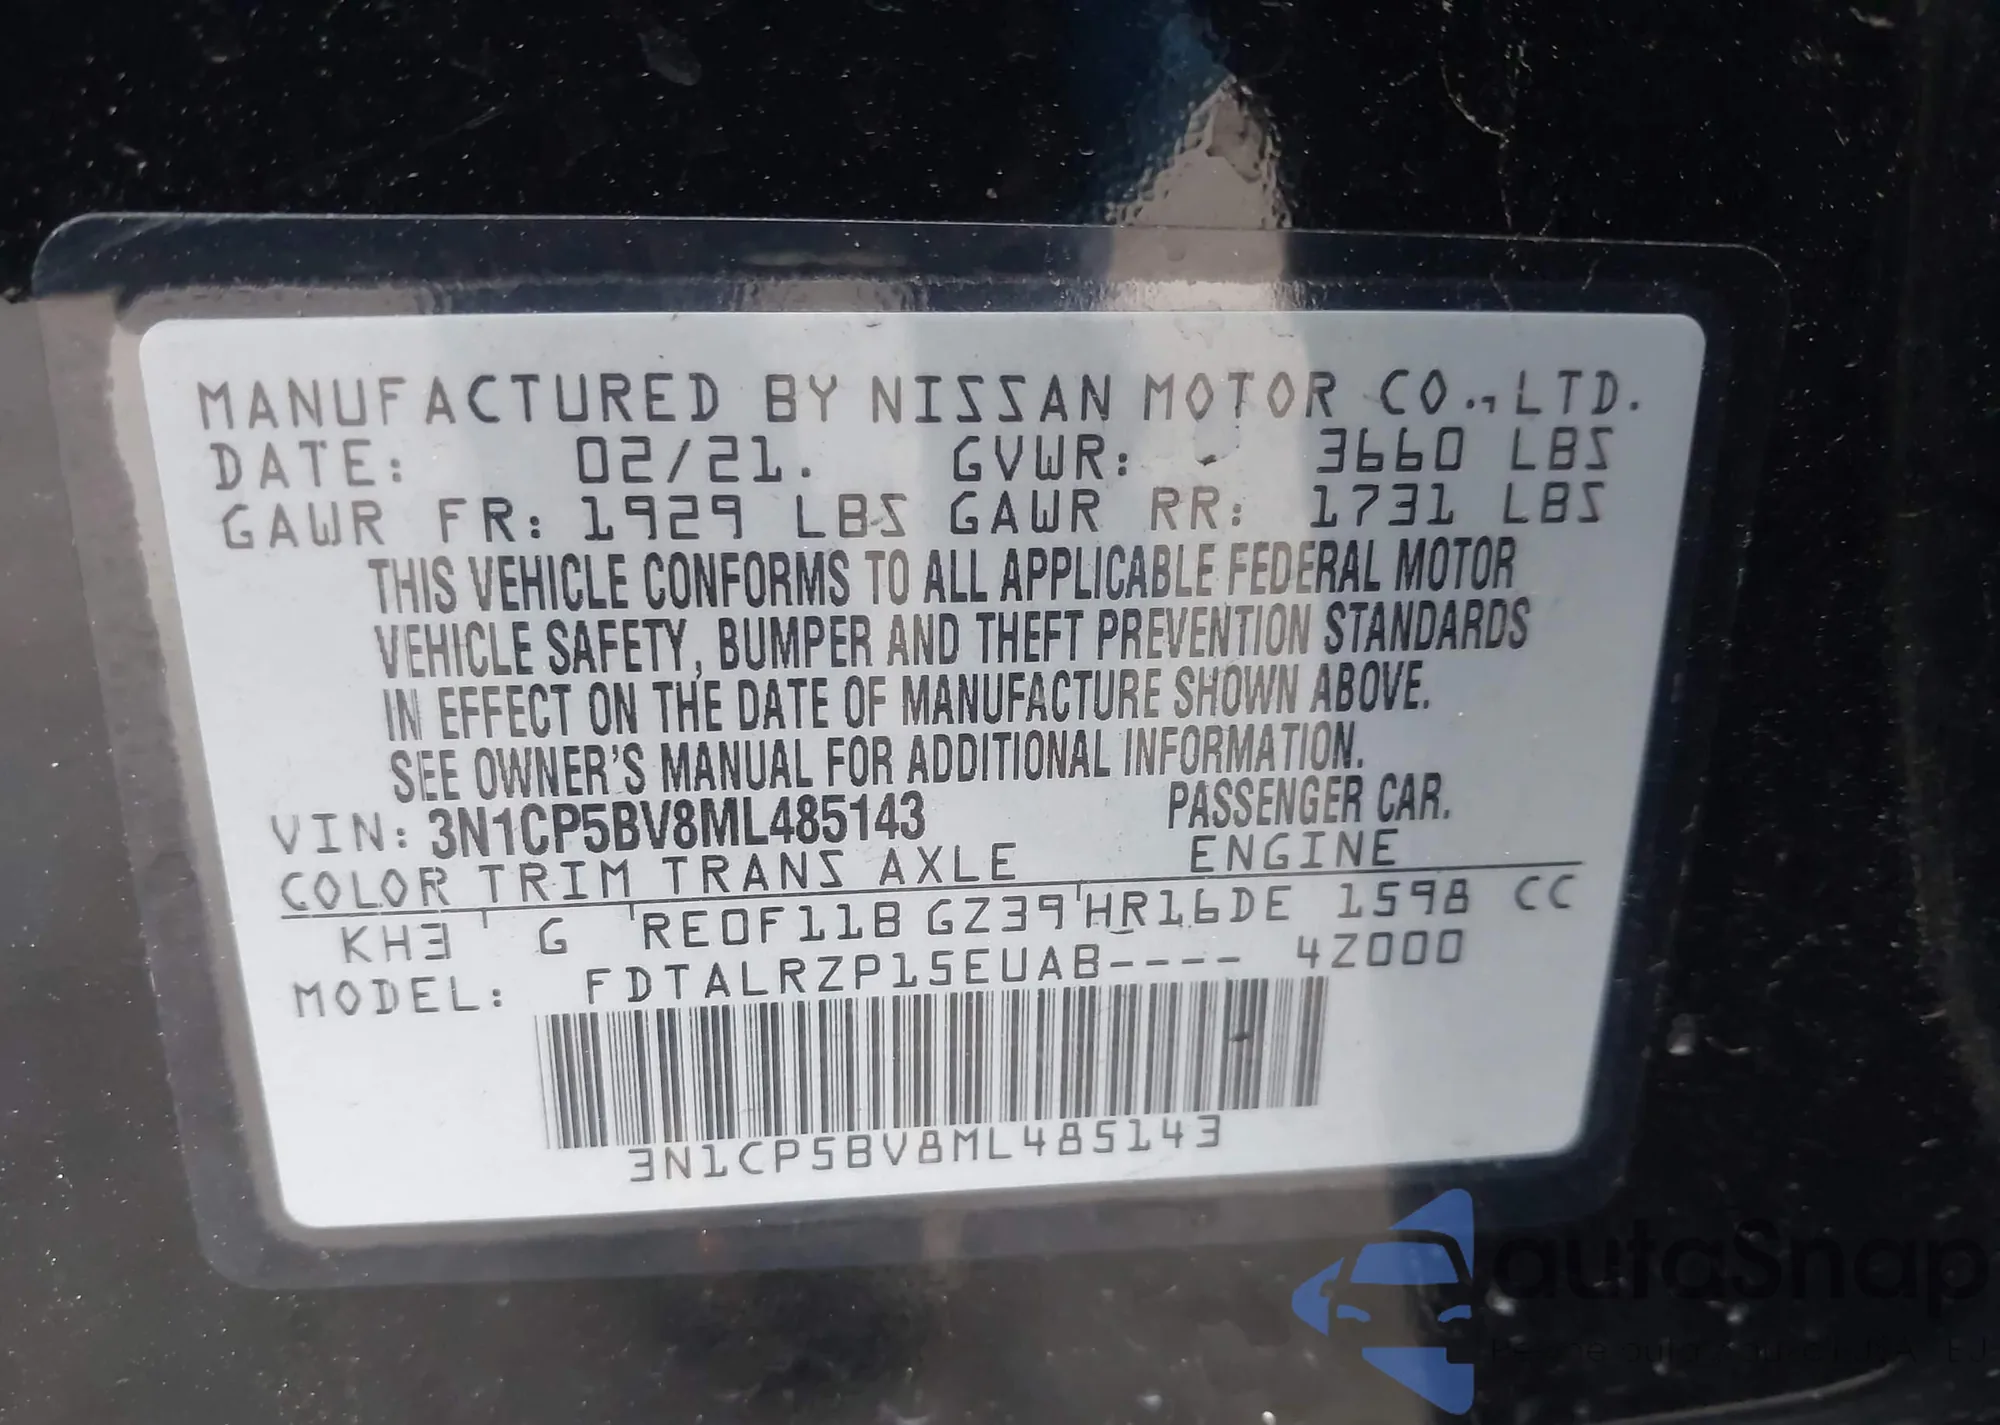 MANUFACTURED BY NISSAN MOTOR CO., LTD.
DATE: 02/21. GVWR: 3660 LBS
GAWR FR: 1929 LBS GAWR RR: 1731 LBS
THIS VEHICLE CONFORMS TO ALL APPLICABLE FEDERAL MOTOR
VEHICLE SAFETY, BUMPER AND THEFT PREVENTION STANDARDS
IN EFFECT ON THE DATE OF MANUFACTURE SHOWN ABOVE.
SEE OWNER'S MANUAL FOR ADDITIONAL INFORMATION.
VIN: 3N1CP5BV8ML485143 PASSENGER CAR.
COLOR TRIM TRANS AXLE ENGINE
KH3 G RE0F11B GZ39 HR16DE 1598 CC
MODEL: FDTALRZP15EUAB---- 4Z000
3N1CP5BV8ML485143
autoSnap